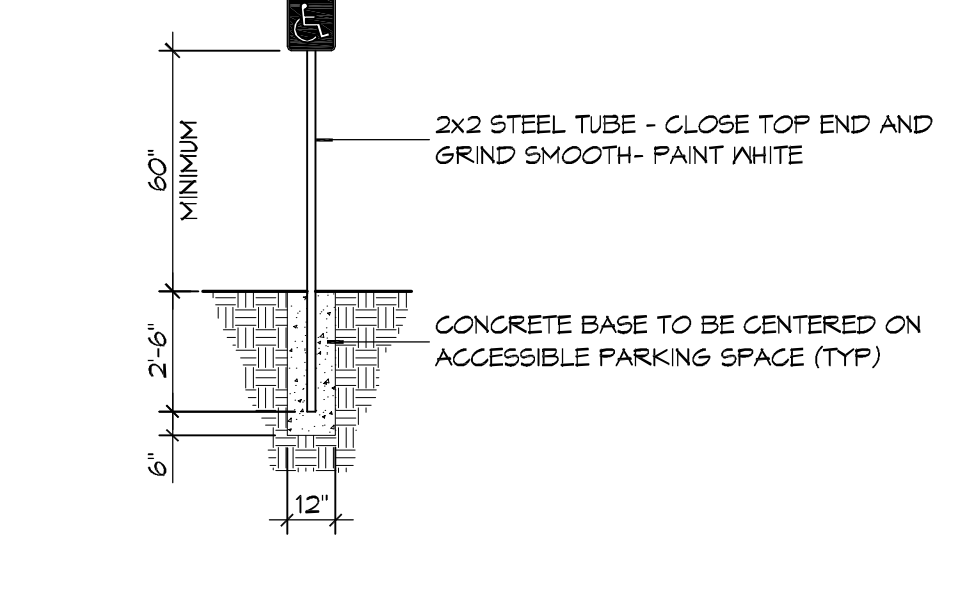 2x2 STEEL TUBE - CLOSE TOP END AND
GRIND SMOOTH- PAINT WHITE
60"
MINIMUM
CONCRETE BASE TO BE CENTERED ON
ACCESSIBLE PARKING SPACE (TYP)
2'-6"
6"
12"